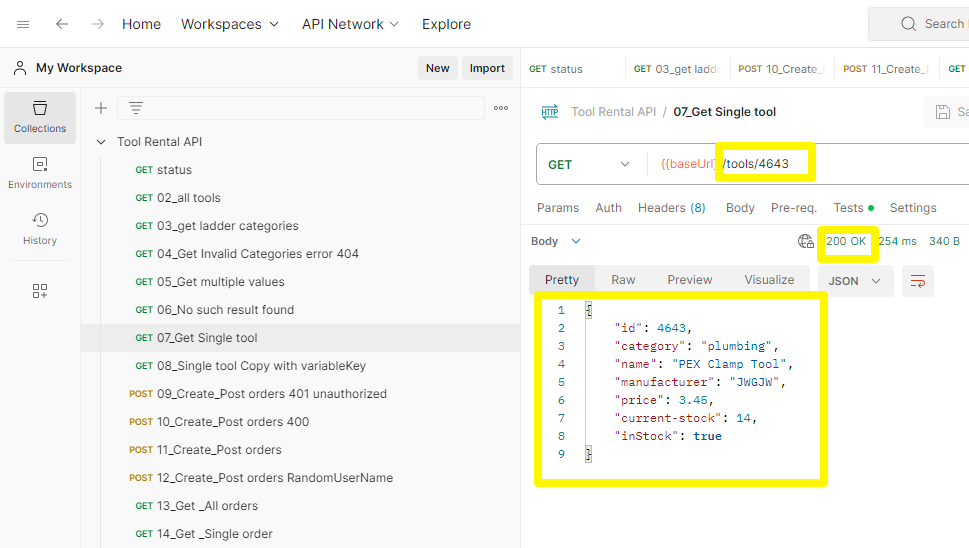 Home Workspaces API Network Explore Search
My Workspace New Import
GET status GET 03_get ladd POST 10_Create_ POST 11_Create_F GET
Collections
Environments
History
Tool Rental API
GET status
GET 02_all tools
GET 03_get ladder categories
GET 04_Get Invalid Categories error 404
GET 05_Get multiple values
GET 06_No such result found
GET 07_Get Single tool
GET 08_Single tool Copy with variableKey
POST 09_Create_Post orders 401 unauthorized
POST 10_Create_Post orders 400
POST 11_Create_Post orders
POST 12_Create_Post orders RandomUserName
GET 13_Get _All orders
GET 14_Get _Single order
HTTP Tool Rental API / 07_Get Single tool Sa
GET {{baseUrl}}/tools/4643
Params Auth Headers (8) Body Pre-req. Tests Settings
Body 200 OK 254 ms 340 B
Pretty Raw Preview Visualize JSON
1 {
2 "id": 4643,
3 "category": "plumbing",
4 "name": "PEX Clamp Tool",
5 "manufacturer": "JWGJW",
6 "price": 3.45,
7 "current-stock": 14,
8 "inStock": true
9 }